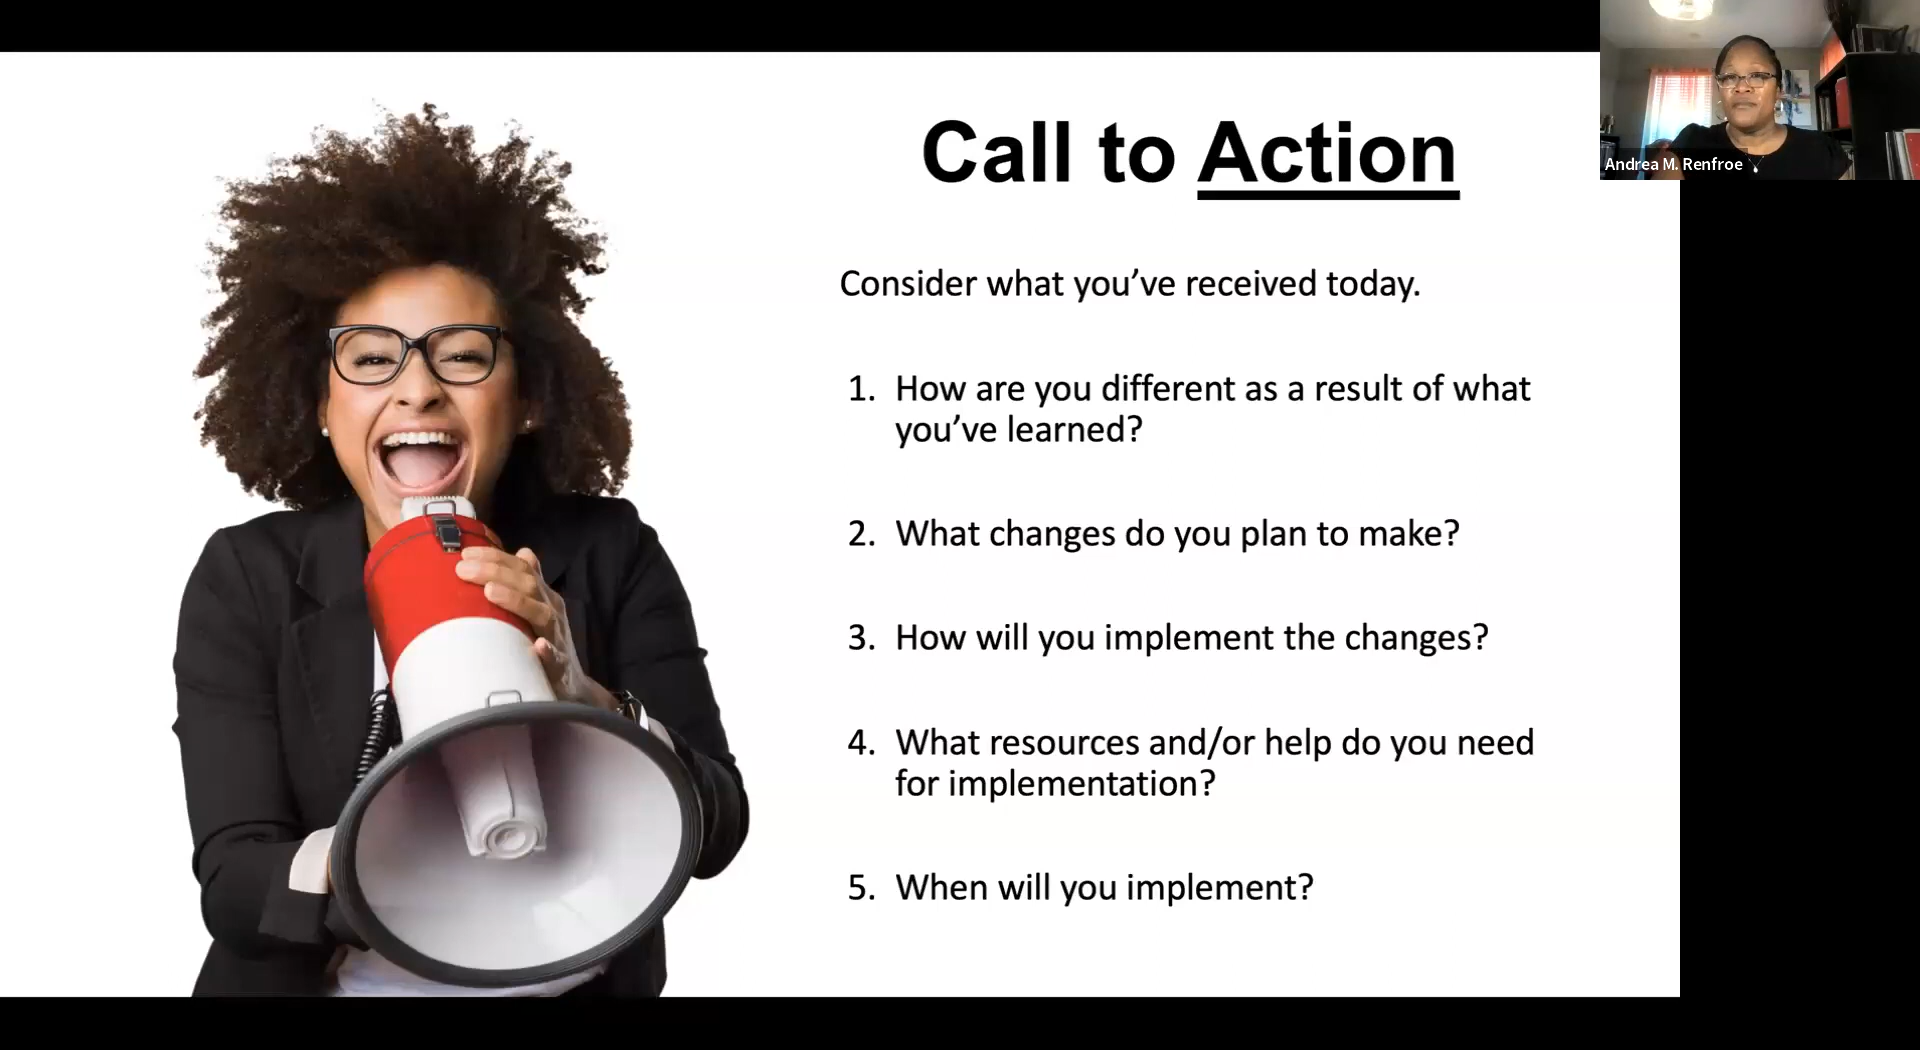 Call to Action
Andrea M. Renfroe
Consider what you’ve received today.
1. How are you different as a result of what
you’ve learned?
2. What changes do you plan to make?
3. How will you implement the changes?
4. What resources and/or help do you need
for implementation?
5. When will you implement?